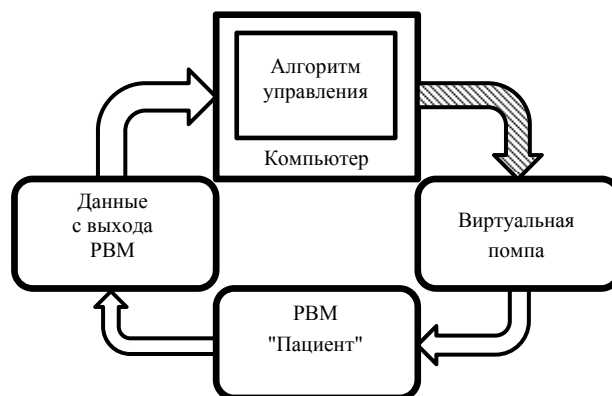 Алгоритм
управления
Компьютер
Данные
с выхода
РВМ
Виртуальная
помпа
РВМ
"Пациент"